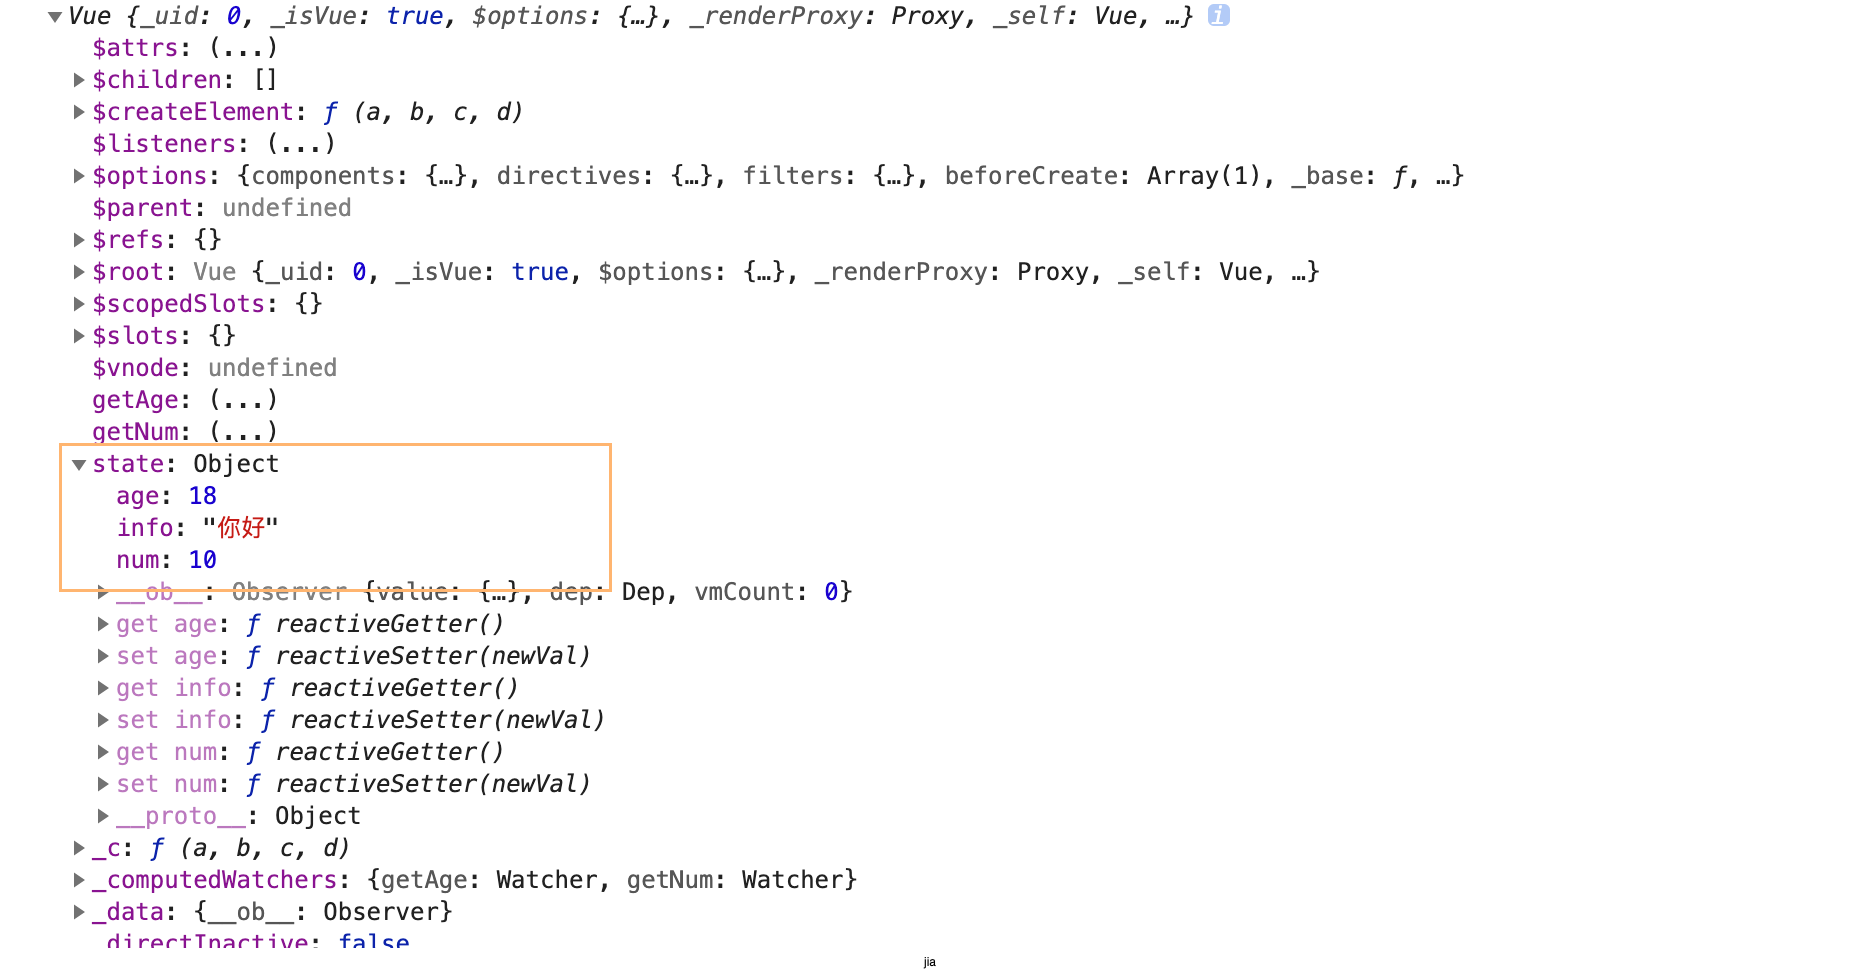 ▼Vue {_uid: 0, _isVue: true, $options: {…}, _renderProxy: Proxy, _self: Vue, …} i
$attrs: (...)
▶$children: []
▶$createElement: ƒ (a, b, c, d)
$listeners: (...)
▶$options: {components: {…}, directives: {…}, filters: {…}, beforeCreate: Array(1), _base: ƒ, …}
$parent: undefined
▶$refs: {}
▶$root: Vue {_uid: 0, _isVue: true, $options: {…}, _renderProxy: Proxy, _self: Vue, …}
▶$scopedSlots: {}
▶$slots: {}
$vnode: undefined
getAge: (...)
getNum: (...)
▼state: Object
age: 18
info: "你好"
num: 10
▶__ob__: Observer {value: {…}, dep: Dep, vmCount: 0}
▶get age: ƒ reactiveGetter()
▶set age: ƒ reactiveSetter(newVal)
▶get info: ƒ reactiveGetter()
▶set info: ƒ reactiveSetter(newVal)
▶get num: ƒ reactiveGetter()
▶set num: ƒ reactiveSetter(newVal)
▶__proto__: Object
▶_c: ƒ (a, b, c, d)
▶_computedWatchers: {getAge: Watcher, getNum: Watcher}
▶_data: {__ob__: Observer}
_directInactive: false
jia